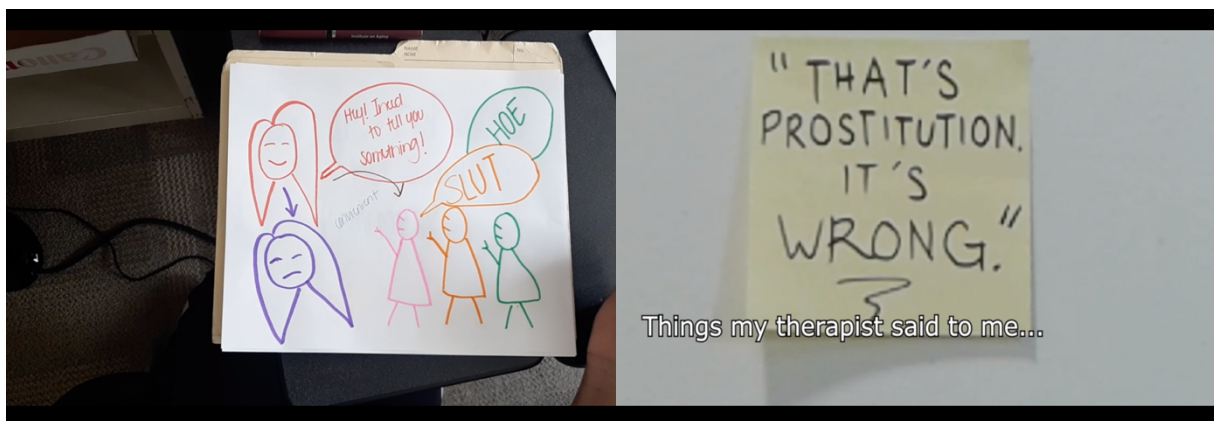 Hey! I need
to tell you
something!
HOE
SLUT
"THAT'S
PROSTITUTION.
IT'S
WRONG."
Things my therapist said to me...